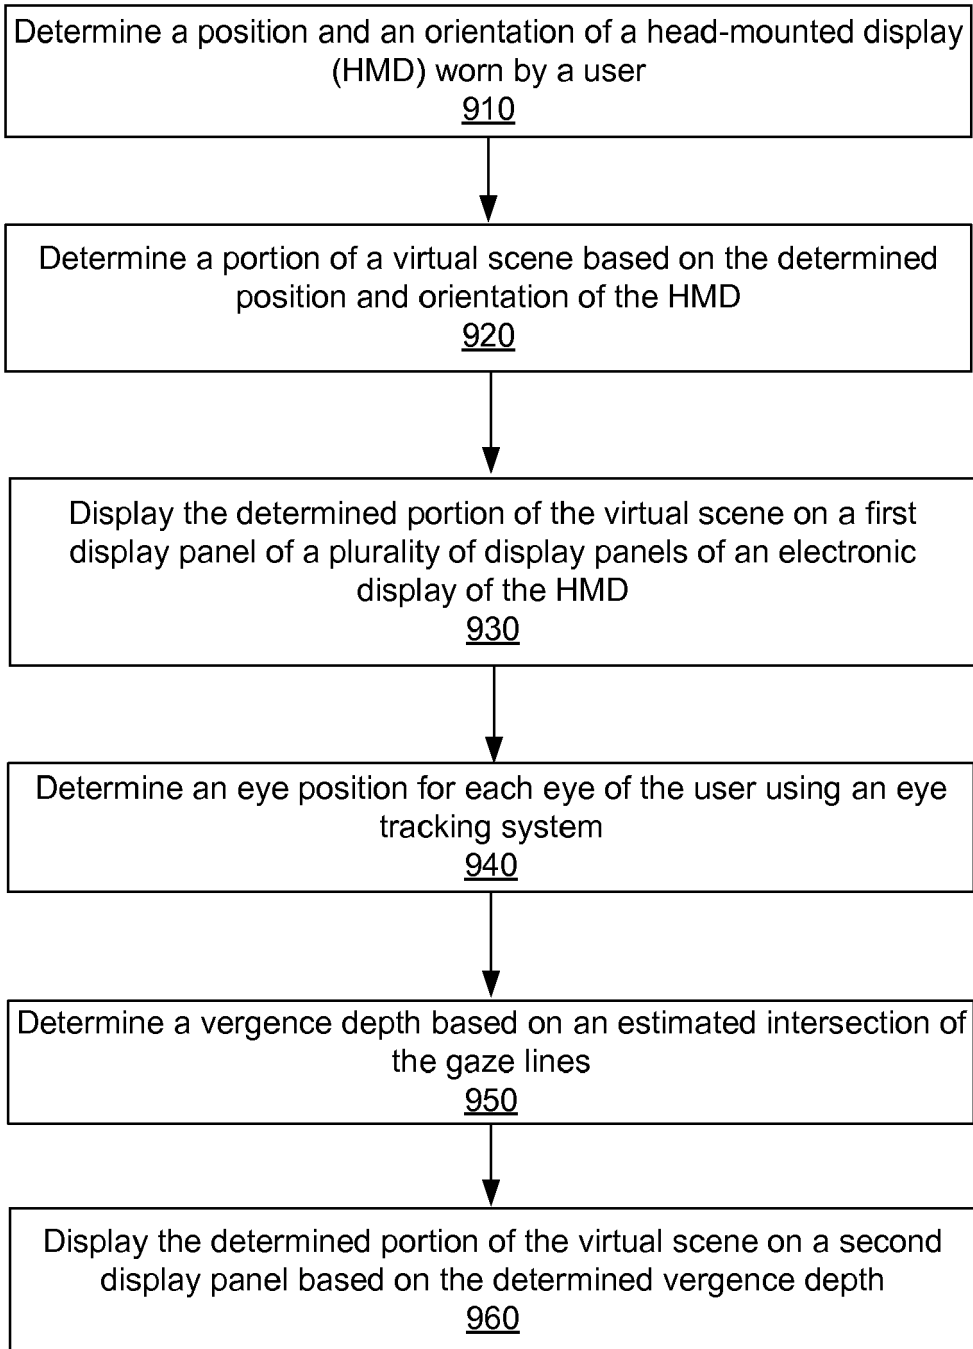 Determine a position and an orientation of a head-mounted display
(HMD) worn by a user
910
Determine a portion of a virtual scene based on the determined
position and orientation of the HMD
920
Display the determined portion of the virtual scene on a first
display panel of a plurality of display panels of an electronic
display of the HMD
930
Determine an eye position for each eye of the user using an eye
tracking system
940
Determine a vergence depth based on an estimated intersection of
the gaze lines
950
Display the determined portion of the virtual scene on a second
display panel based on the determined vergence depth
960